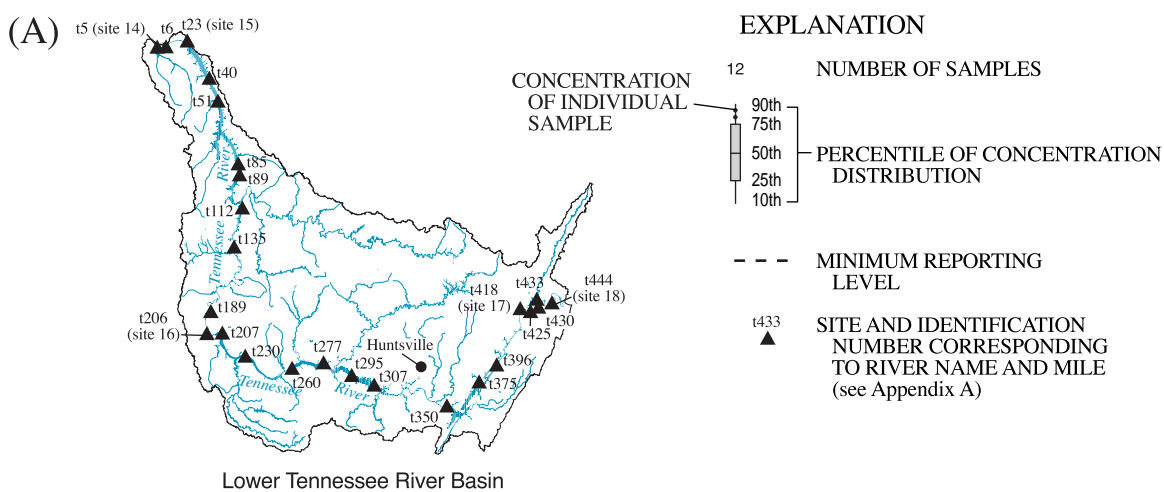 (A)
t5 (site 14)
t6
t23 (site 15)
t40
t51
t85
t89
River
t112
t135
Tennessee
t189
t206
(site 16)
t207
t230
t260
t277
t295
t307
Huntsville
Tennessee
River
t350
t375
t396
t418
(site 17)
t433
t444
(site 18)
t430
t425
Lower Tennessee River Basin
EXPLANATION
12
NUMBER OF SAMPLES
CONCENTRATION
OF INDIVIDUAL
SAMPLE
90th
75th
50th
25th
10th
PERCENTILE OF CONCENTRATION
DISTRIBUTION
MINIMUM REPORTING
LEVEL
t433
SITE AND IDENTIFICATION
NUMBER CORRESPONDING
TO RIVER NAME AND MILE
(see Appendix A)